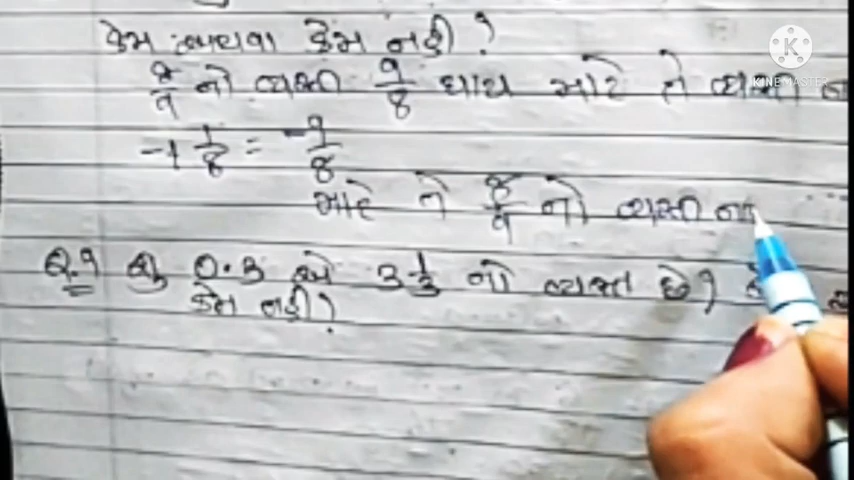 કેમ અથવા કેમ નહી?
8/9 નો વ્યસ્ત 9/8 થાય માટે તે
-1 1/8 = -9/8
માટે તે 8/9 નો વ્યસ્ત
પ્ર.9 શું 0.3 એ 3 1/3 નો વ્યસ્ત છે?
કેમ નહી?
KINEMASTER